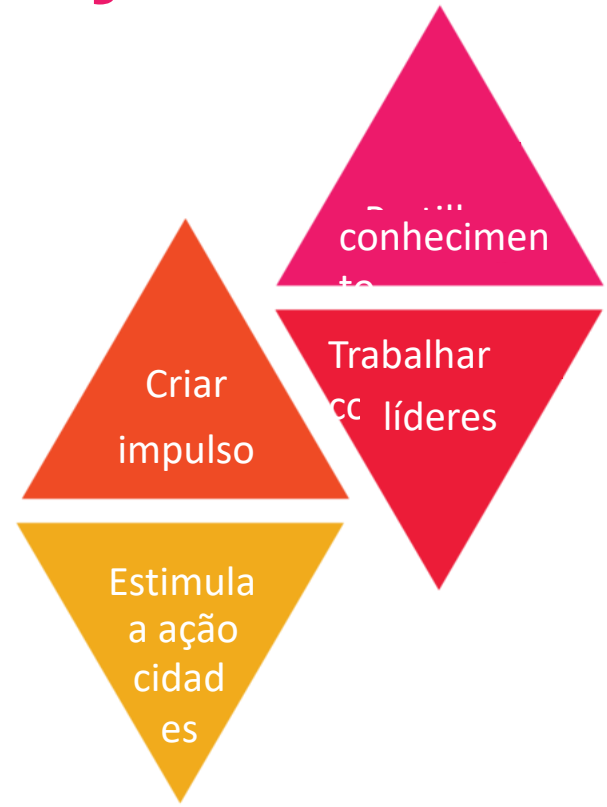 conhecimen
Trabalhar
líderes
Criar
impulso
Estimula
a ação
cidad
es